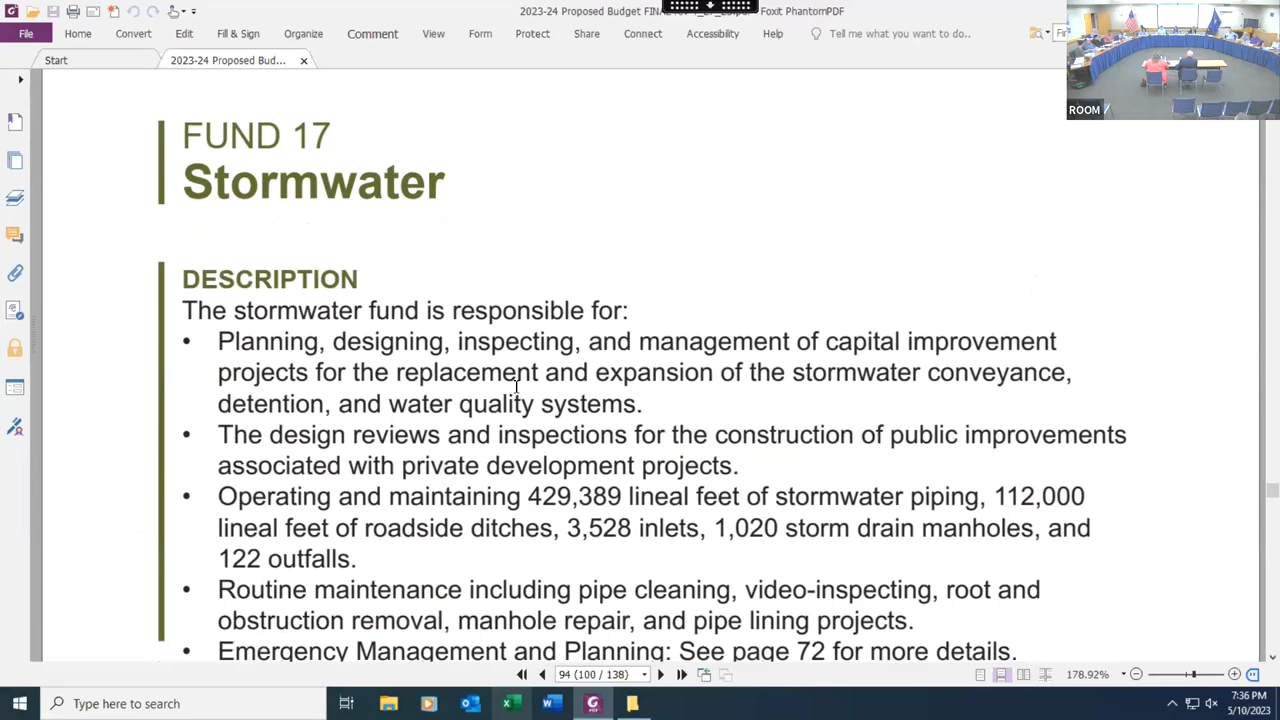 2023-24 Proposed Budget FINAL
Foxit PhantomPDF
File Home Convert Edit Fill & Sign Organize Comment View Form Protect Share Connect Accessibility Help Tell me what you want to do..
Start 2023-24 Proposed Bud...
ROOM
FUND 17
Stormwater
DESCRIPTION
The stormwater fund is responsible for:
• Planning, designing, inspecting, and management of capital improvement
projects for the replacement and expansion of the stormwater conveyance,
detention, and water quality systems.
• The design reviews and inspections for the construction of public improvements
associated with private development projects.
• Operating and maintaining 429,389 lineal feet of stormwater piping, 112,000
lineal feet of roadside ditches, 3,528 inlets, 1,020 storm drain manholes, and
122 outfalls.
• Routine maintenance including pipe cleaning, video-inspecting, root and
obstruction removal, manhole repair, and pipe lining projects.
• Emergency Management and Planning: See page 72 for more details.
94 (100 / 138) 178.92%
Type here to search
7:36 PM
5/10/2023